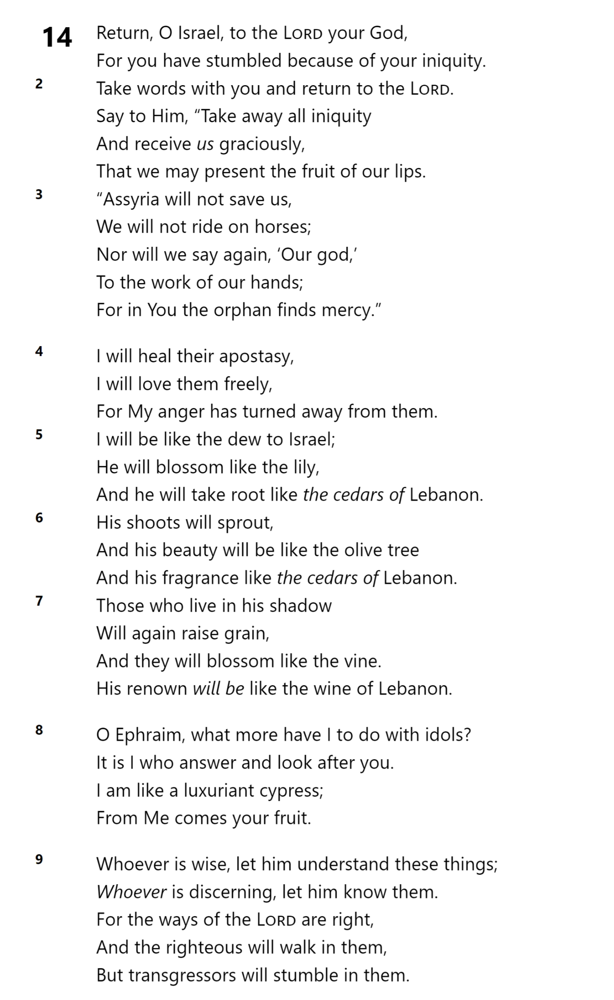 14 Return, O Israel, to the LORD your God,
For you have stumbled because of your iniquity.
2 Take words with you and return to the LORD.
Say to Him, “Take away all iniquity
And receive us graciously,
That we may present the fruit of our lips.
3 “Assyria will not save us,
We will not ride on horses;
Nor will we say again, ‘Our god,’
To the work of our hands;
For in You the orphan finds mercy.”
4 I will heal their apostasy,
I will love them freely,
For My anger has turned away from them.
5 I will be like the dew to Israel;
He will blossom like the lily,
And he will take root like the cedars of Lebanon.
6 His shoots will sprout,
And his beauty will be like the olive tree
And his fragrance like the cedars of Lebanon.
7 Those who live in his shadow
Will again raise grain,
And they will blossom like the vine.
His renown will be like the wine of Lebanon.
8 O Ephraim, what more have I to do with idols?
It is I who answer and look after you.
I am like a luxuriant cypress;
From Me comes your fruit.
9 Whoever is wise, let him understand these things;
Whoever is discerning, let him know them.
For the ways of the LORD are right,
And the righteous will walk in them,
But transgressors will stumble in them.